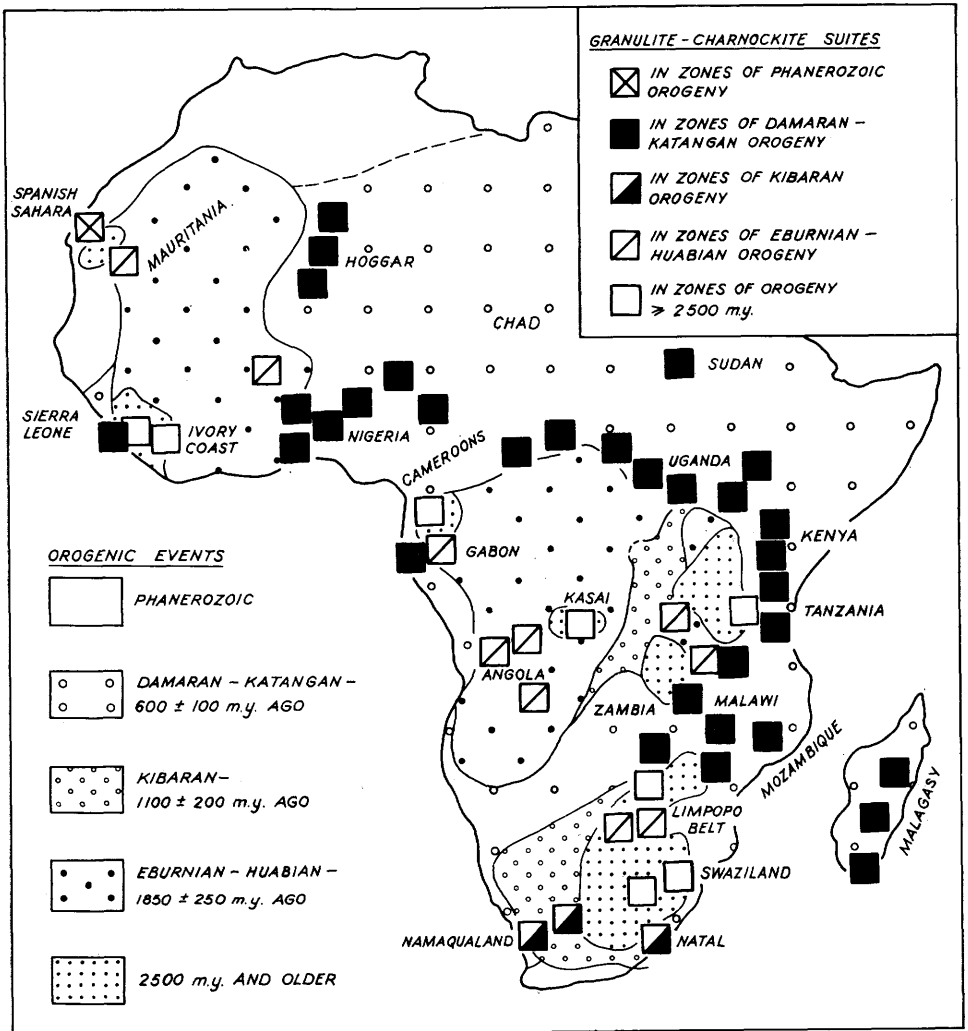 GRANULITE-CHARNOCKITE SUITES
IN ZONES OF PHANEROZOIC
OROGENY
IN ZONES OF DAMARAN-
KATANGAN OROGENY
IN ZONES OF KIBARAN
OROGENY
IN ZONES OF EBURNIAN-
HUABIAN OROGENY
IN ZONES OF OROGENY
⩾ 2500 m.y.
SPANISH
SAHARA
MAURITANIA
HOGGAR
CHAD
SUDAN
SIERRA
LEONE
IVORY
COAST
NIGERIA
CAMEROONS
UGANDA
GABON
KENYA
KASAI
TANZANIA
ANGOLA
ZAMBIA
MALAWI
MOZAMBIQUE
MALAGASY
LIMPOPO
BELT
SWAZILAND
NAMAQUALAND
NATAL
OROGENIC EVENTS
PHANEROZOIC
DAMARAN-KATANGAN-
600 ± 100 m.y. AGO
KIBARAN-
1100 ± 200 m.y. AGO
EBURNIAN-HUABIAN-
1850 ± 250 m.y. AGO
2500 m.y. AND OLDER